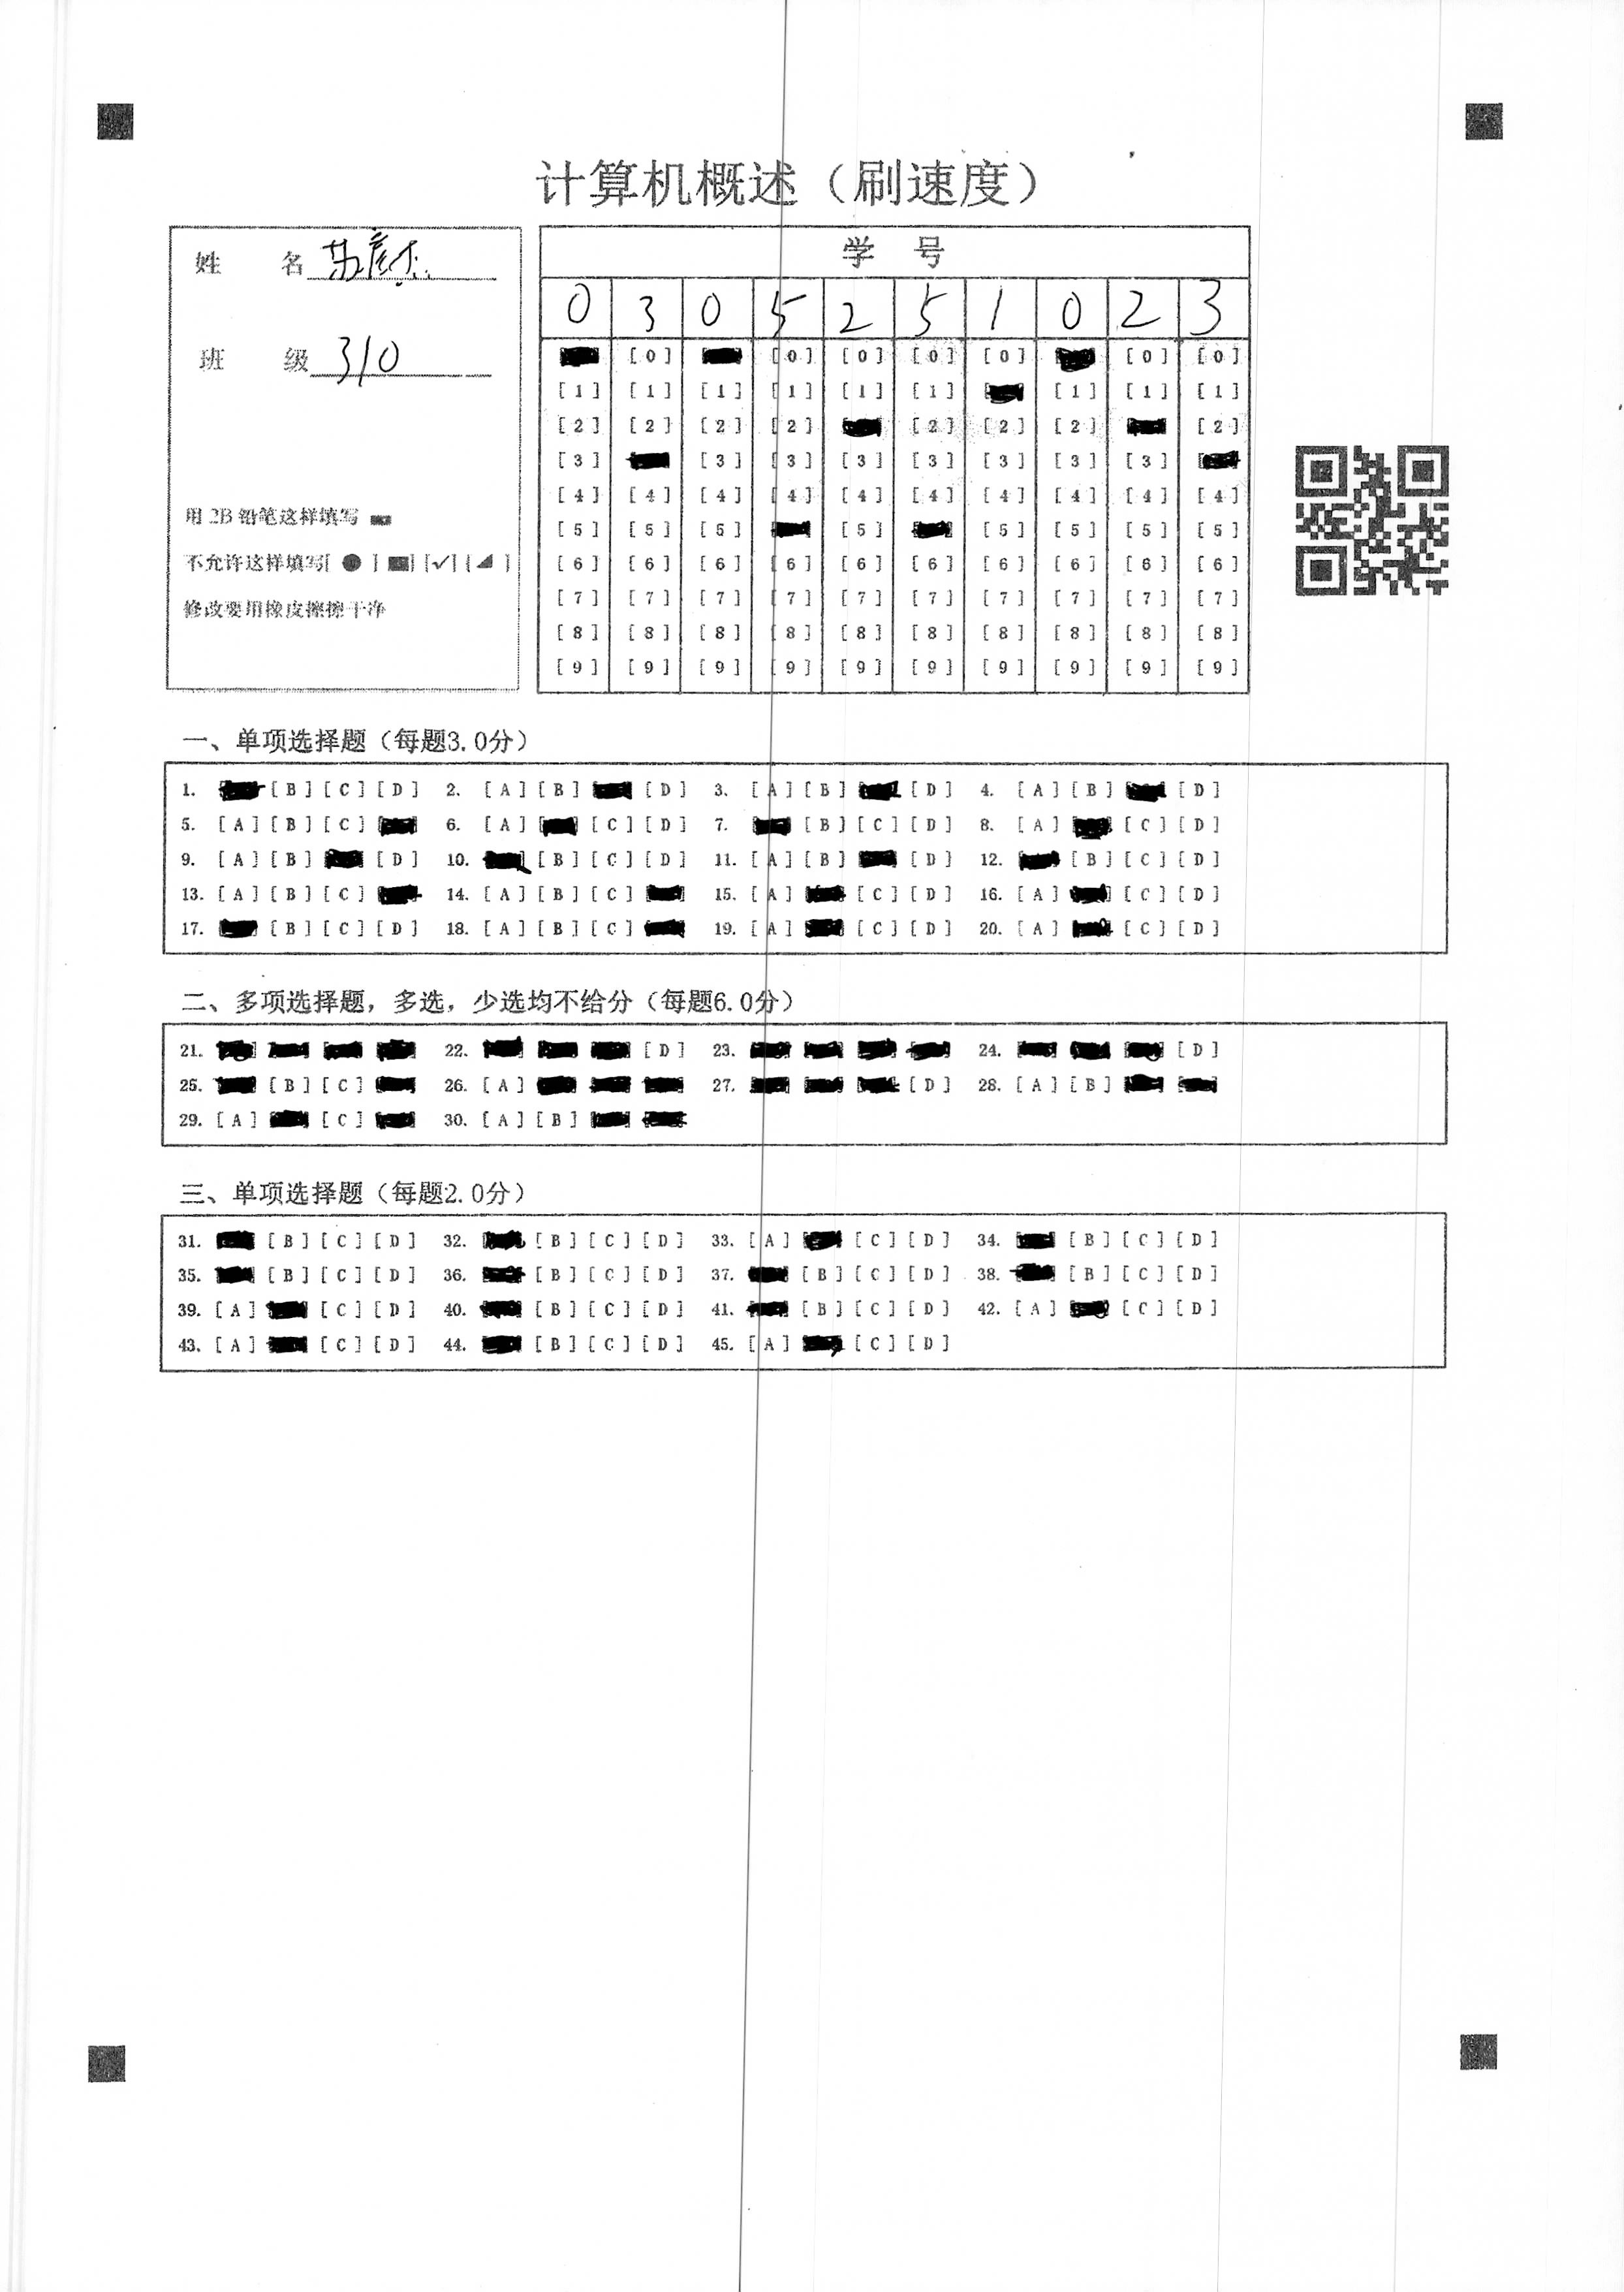 计算机概述（刷速度）
姓 名
班 级 310
用 2B 铅笔这样填写
不允许这样填写[ ● ] [■] [✓] [◢ ]
修改要用橡皮擦擦干净
学 号
0 3 0 5 2 5 1 0 2 3
[0] [0] [0] [0] [0] [0] [0]
[1] [1] [1] [1] [1] [1] [1] [1] [1]
[2] [2] [2] [2] [2] [2] [2] [2]
[3] [3] [3] [3] [3] [3] [3] [3]
[4] [4] [4] [4] [4] [4] [4] [4] [4] [4]
[5] [5] [5] [5] [5] [5] [5] [5]
[6] [6] [6] [6] [6] [6] [6] [6] [6] [6]
[7] [7] [7] [7] [7] [7] [7] [7] [7] [7]
[8] [8] [8] [8] [8] [8] [8] [8] [8] [8]
[9] [9] [9] [9] [9] [9] [9] [9] [9] [9]
一、单项选择题（每题3.0分）
1. [B] [C] [D] 2. [A] [B] [D] 3. [A] [B] [D] 4. [A] [B] [D]
5. [A] [B] [C] 6. [A] [C] [D] 7. [B] [C] [D] 8. [A] [C] [D]
9. [A] [B] [D] 10. [B] [C] [D] 11. [A] [B] [D] 12. [B] [C] [D]
13. [A] [B] [C] 14. [A] [B] [C] 15. [A] [C] [D] 16. [A] [C] [D]
17. [B] [C] [D] 18. [A] [B] [C] 19. [A] [C] [D] 20. [A] [C] [D]
二、多项选择题，多选，少选均不给分（每题6.0分）
21. 22. [D] 23. 24. [D]
25. [B] [C] 26. [A] 27. [D] 28. [A] [B]
29. [A] [C] 30. [A] [B]
三、单项选择题（每题2.0分）
31. [B] [C] [D] 32. [B] [C] [D] 33. [A] [C] [D] 34. [B] [C] [D]
35. [B] [C] [D] 36. [B] [C] [D] 37. [B] [C] [D] 38. [B] [C] [D]
39. [A] [C] [D] 40. [B] [C] [D] 41. [B] [C] [D] 42. [A] [C] [D]
43. [A] [C] [D] 44. [B] [C] [D] 45. [A] [C] [D]